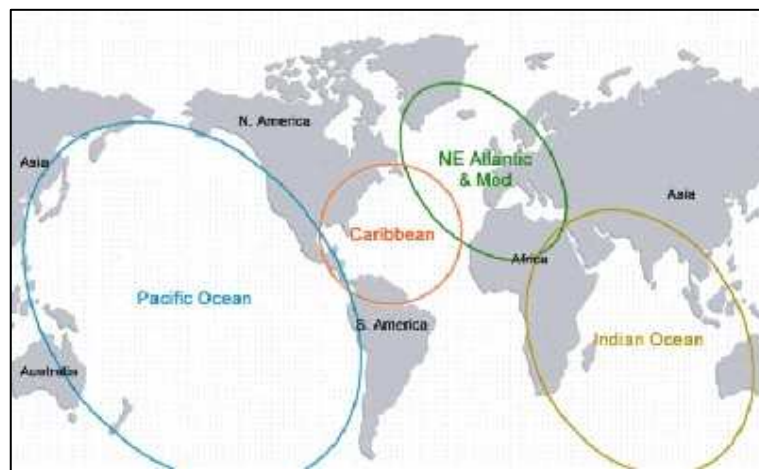 N. America
NE Atlantic
& Med
Asia
Asia
Caribbean
Africa
Pacific Ocean
S. America
Indian Ocean
Australia